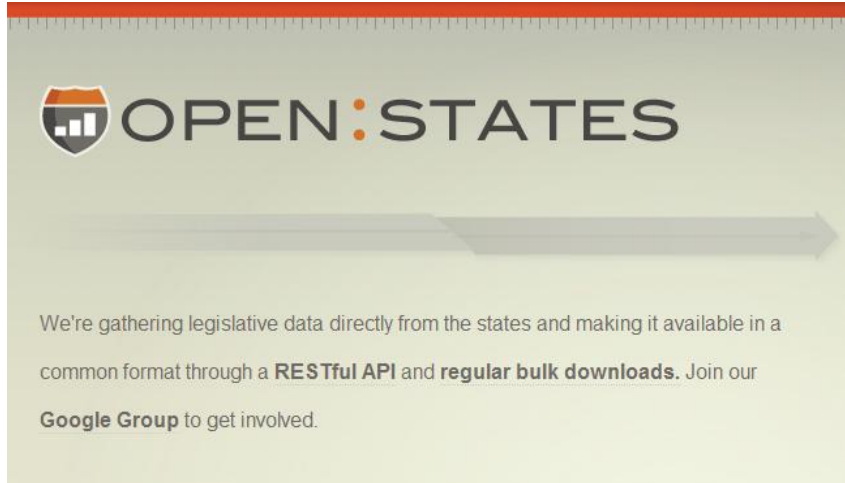 OPEN:STATES
We're gathering legislative data directly from the states and making it available in a
common format through a RESTful API and regular bulk downloads. Join our
Google Group to get involved.